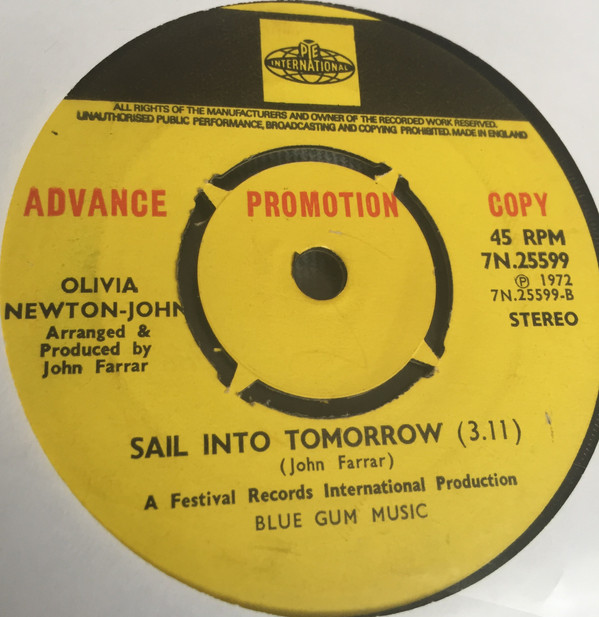 PYE
INTERNATIONAL
ALL RIGHTS OF THE MANUFACTURERS AND OWNER OF THE RECORDED WORK RESERVED.
UNAUTHORISED PUBLIC PERFORMANCE, BROADCASTING AND COPYING PROHIBITED. MADE IN ENGLAND
ADVANCE PROMOTION COPY
45 RPM
7N.25599
Ⓟ 1972
7N.25599-B
STEREO
OLIVIA
NEWTON-JOHN
Arranged &
Produced by
John Farrar
SAIL INTO TOMORROW (3.11)
(John Farrar)
A Festival Records International Production
BLUE GUM MUSIC